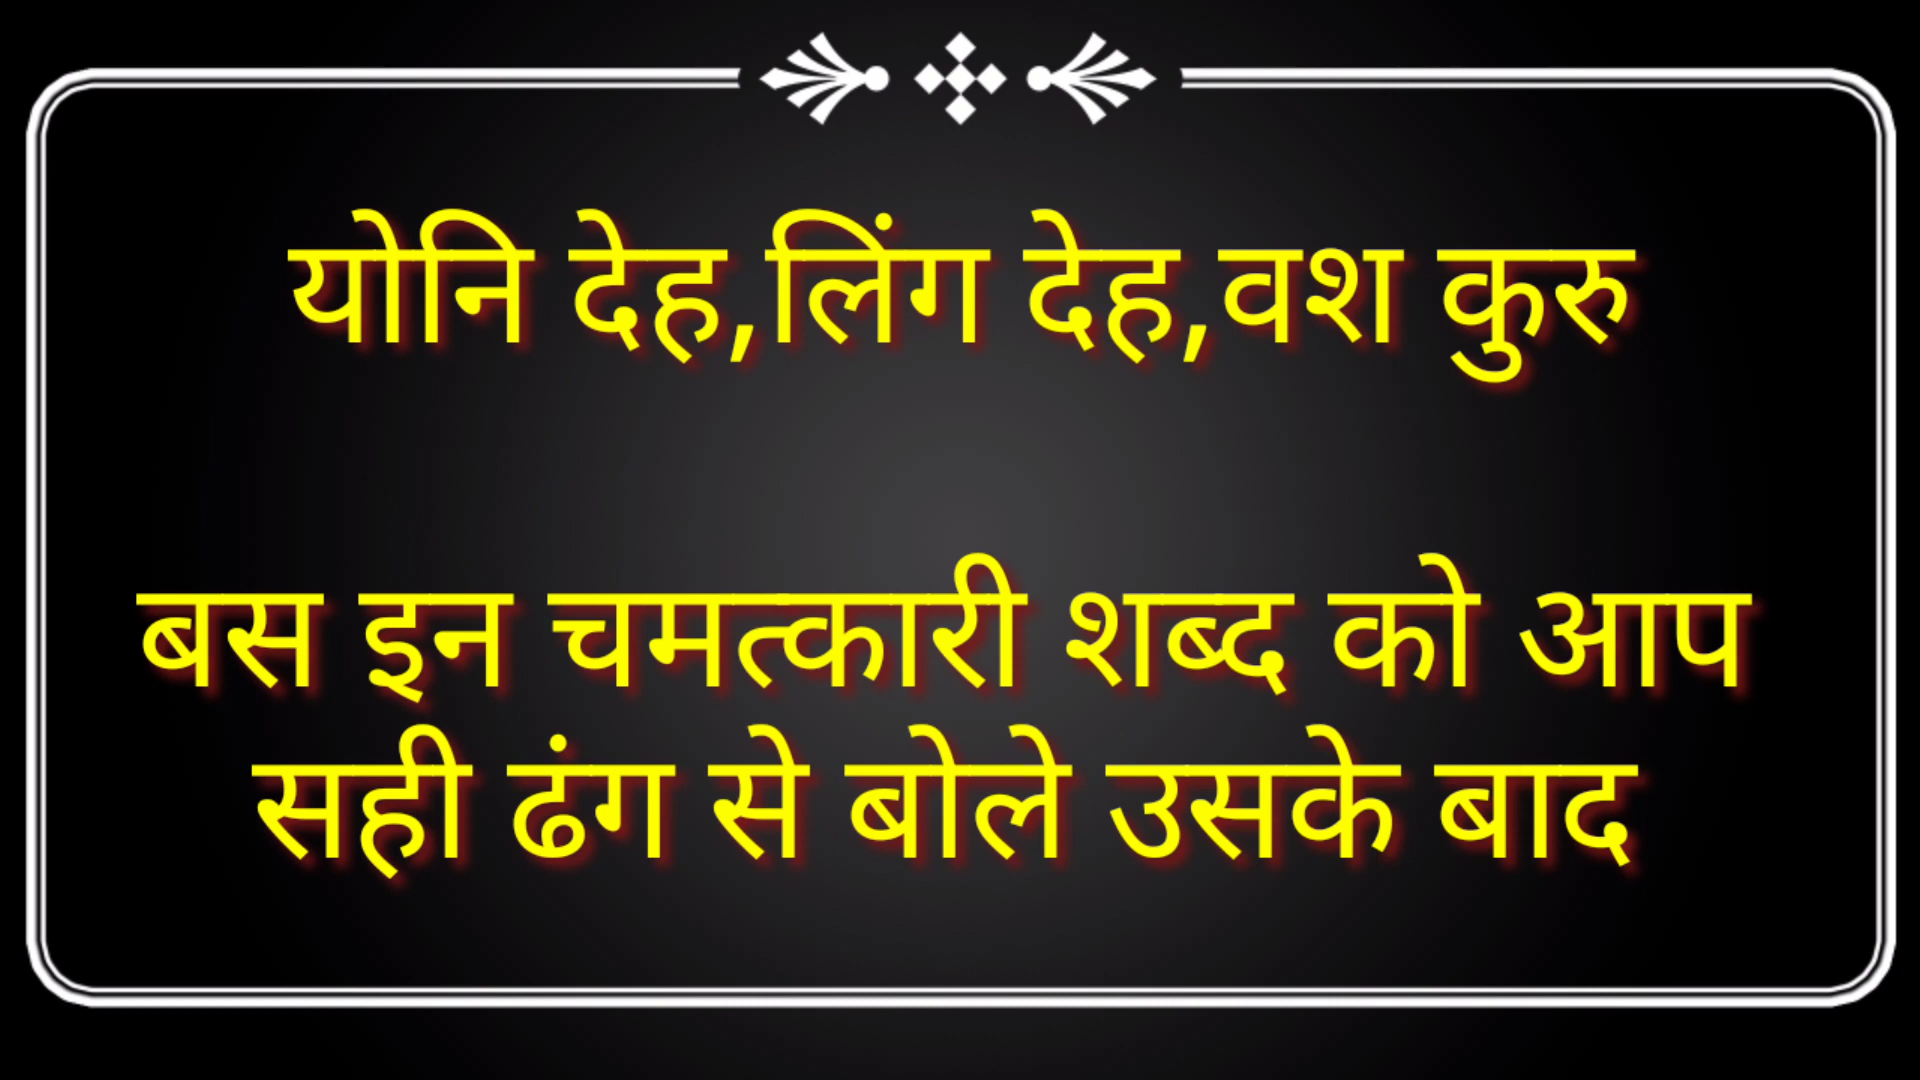 योनि देह,लिंग देह,वश कुरु
बस इन चमत्कारी शब्द को आप
सही ढंग से बोले उसके बाद